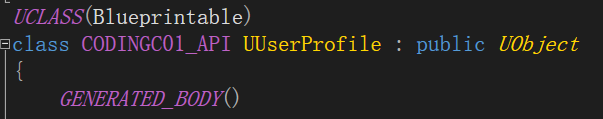 UCLASS(Blueprintable)
class CODINGC01_API UUserProfile : public UObject
{
GENERATED_BODY()